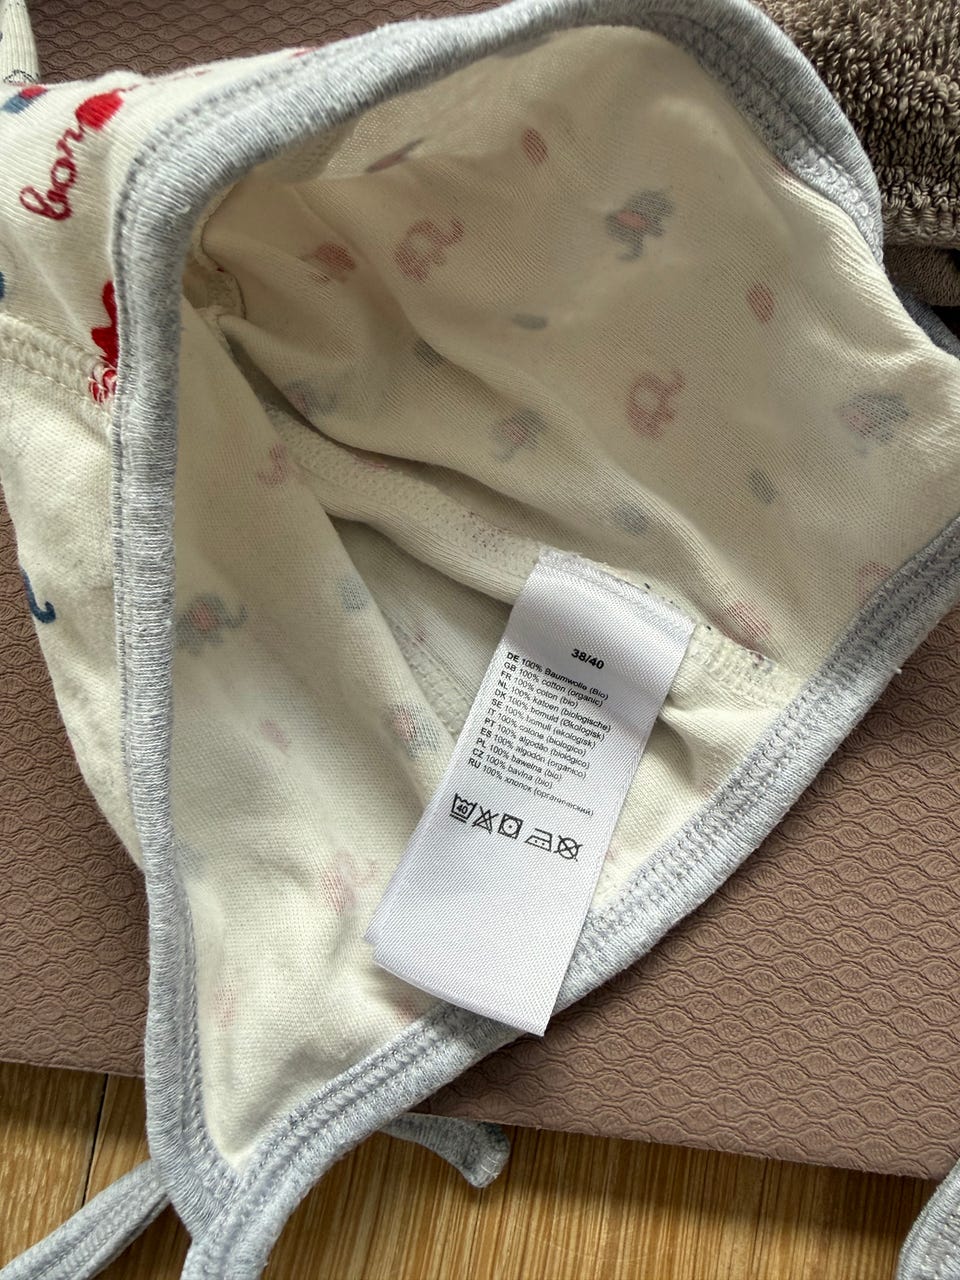 born
38/40
DE 100% Baumwolle (Bio)
GB 100% cotton (organic)
FR 100% coton (bio)
NL 100% katoen (biologische)
DK 100% bomuld (Økologisk)
SE 100% bomull (ekologisk)
IT 100% cotone (biologico)
PT 100% algodão (biológico)
ES 100% algodón (orgánico)
PL 100% bawełna (bio)
CZ 100% bavlna (bio)
RU 100% хлопок (органический)
40